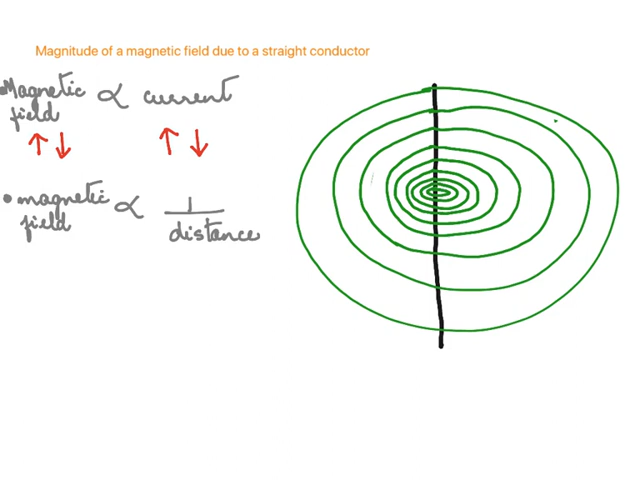 Magnitude of a magnetic field due to a straight conductor
Magnetic field ∝ current
↑↓ ↑↓
• magnetic field ∝ 1/distance